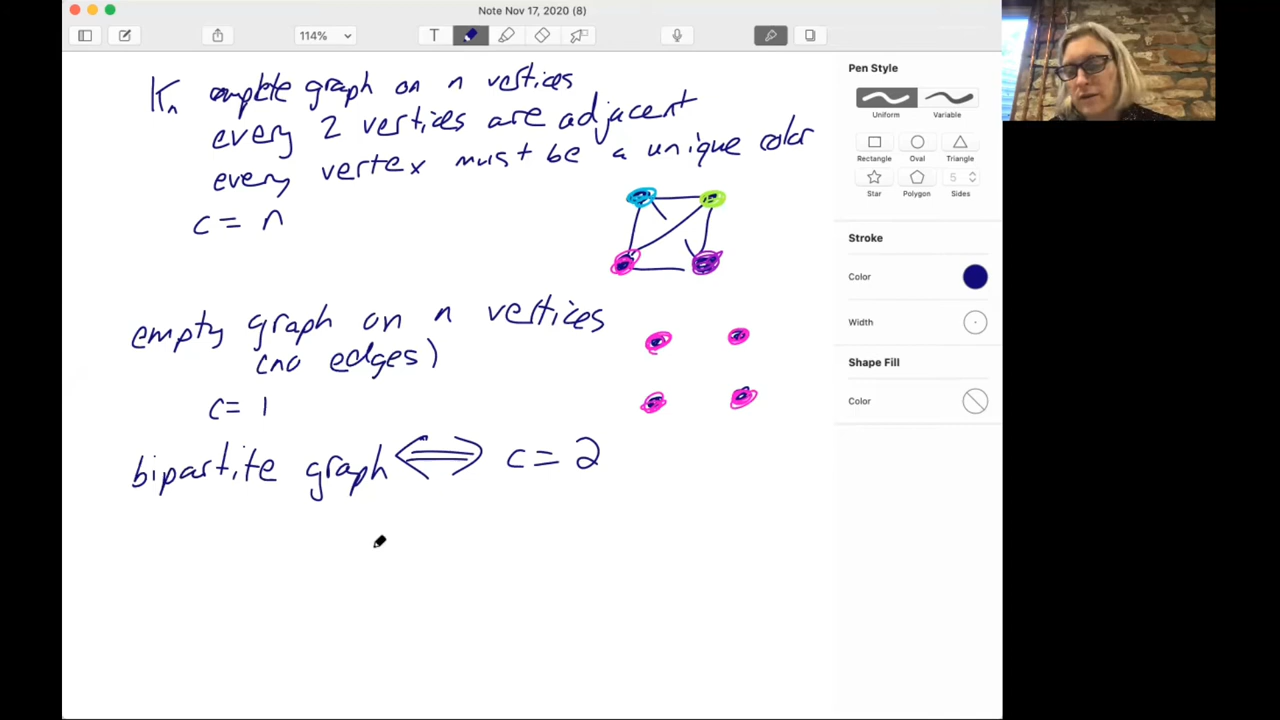 Note Nov 17, 2020 (8)
114%
T
Kn complete graph on n vertices
every 2 vertices are adjacent
every vertex must be a unique color
c = n
empty graph on n vertices
(no edges)
c = 1
bipartite graph ⟺ c = 2
Pen Style
Uniform Variable
Rectangle Oval Triangle
5
Star Polygon Sides
Stroke
Color
Width
Shape Fill
Color